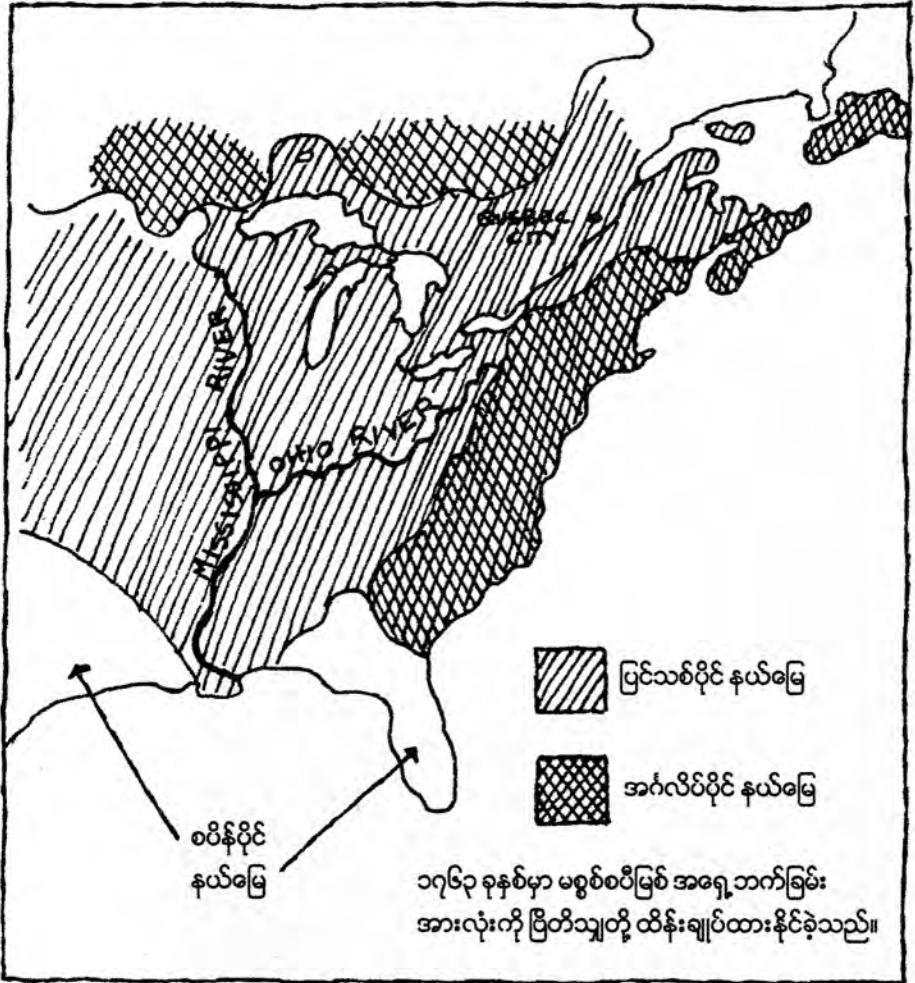 QUEBEC
CITY
MISSISSIPPI RIVER
OHIO RIVER
ပြင်သစ်ပိုင် နယ်မြေ
အင်္ဂလိပ်ပိုင် နယ်မြေ
စပိန်ပိုင်
နယ်မြေ
၁၇၆၃ ခုနှစ်မှာ မစ္စစ်စပီမြစ် အရှေ့ဘက်ခြမ်း
အားလုံးကို ဗြိတိသျှတို့ ထိန်းချုပ်ထားနိုင်ခဲ့သည်။